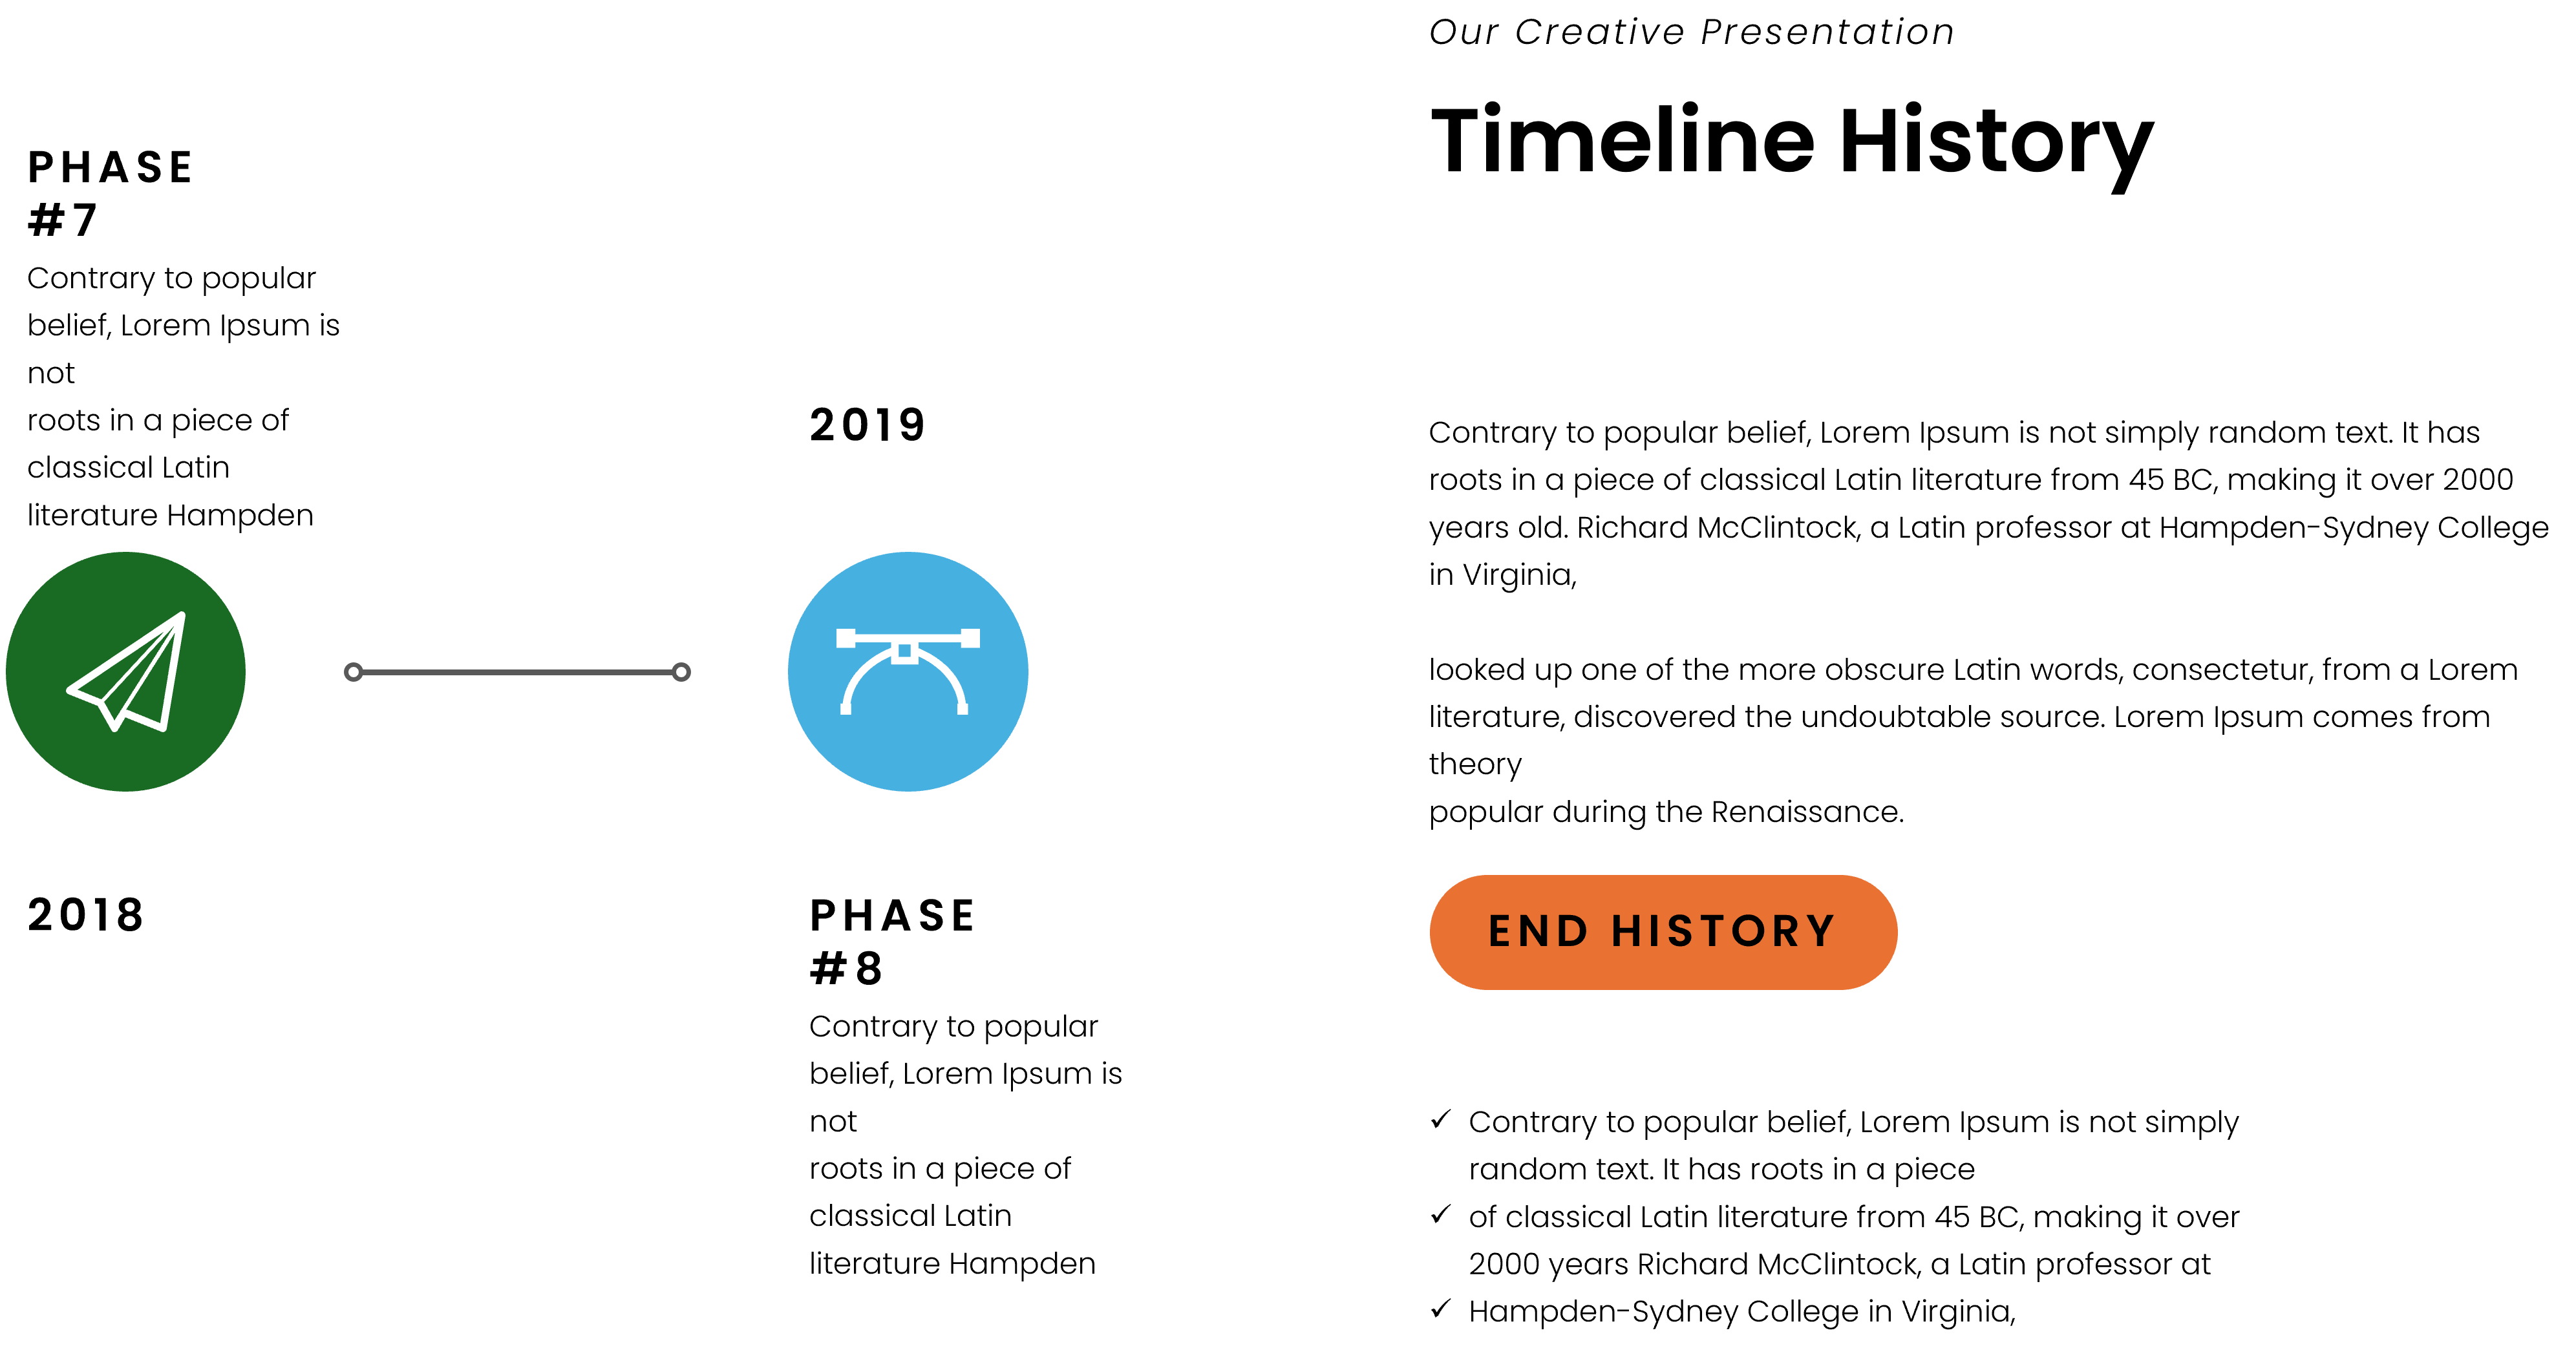 Our Creative Presentation
Timeline History
PHASE
#7
Contrary to popular
belief, Lorem Ipsum is
not
roots in a piece of
classical Latin
literature Hampden
2018
2019
PHASE
#8
Contrary to popular
belief, Lorem Ipsum is
not
roots in a piece of
classical Latin
literature Hampden
Contrary to popular belief, Lorem Ipsum is not simply random text. It has
roots in a piece of classical Latin literature from 45 BC, making it over 2000
years old. Richard McClintock, a Latin professor at Hampden-Sydney College
in Virginia,
looked up one of the more obscure Latin words, consectetur, from a Lorem
literature, discovered the undoubtable source. Lorem Ipsum comes from
theory
popular during the Renaissance.
END HISTORY
✓ Contrary to popular belief, Lorem Ipsum is not simply
random text. It has roots in a piece
✓ of classical Latin literature from 45 BC, making it over
2000 years Richard McClintock, a Latin professor at
✓ Hampden-Sydney College in Virginia,